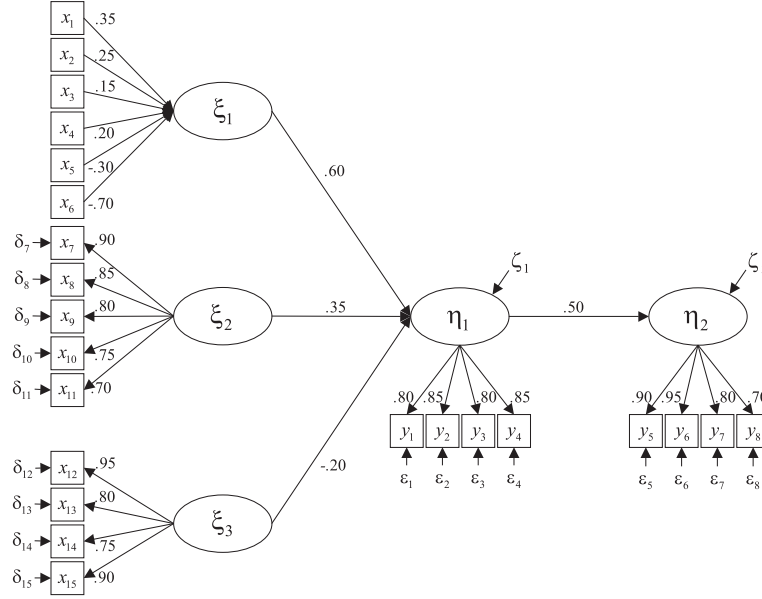 x1 .35
x2 .25
x3 .15
x4 .20
x5 -.30
x6 -.70
ξ1
.60
δ7 x7 .90
δ8 x8 .85
δ9 x9 .80
δ10 x10 .75
δ11 x11 .70
ξ2
.35
δ12 x12 .95
δ13 x13 .80
δ14 x14 .75
δ15 x15 .90
ξ3
-.20
ζ1
η1
.50
.80 .85 .80 .85
y1 y2 y3 y4
ε1 ε2 ε3 ε4
ζ
η2
.90 .95 .80 .70
y5 y6 y7 y8
ε5 ε6 ε7 ε8